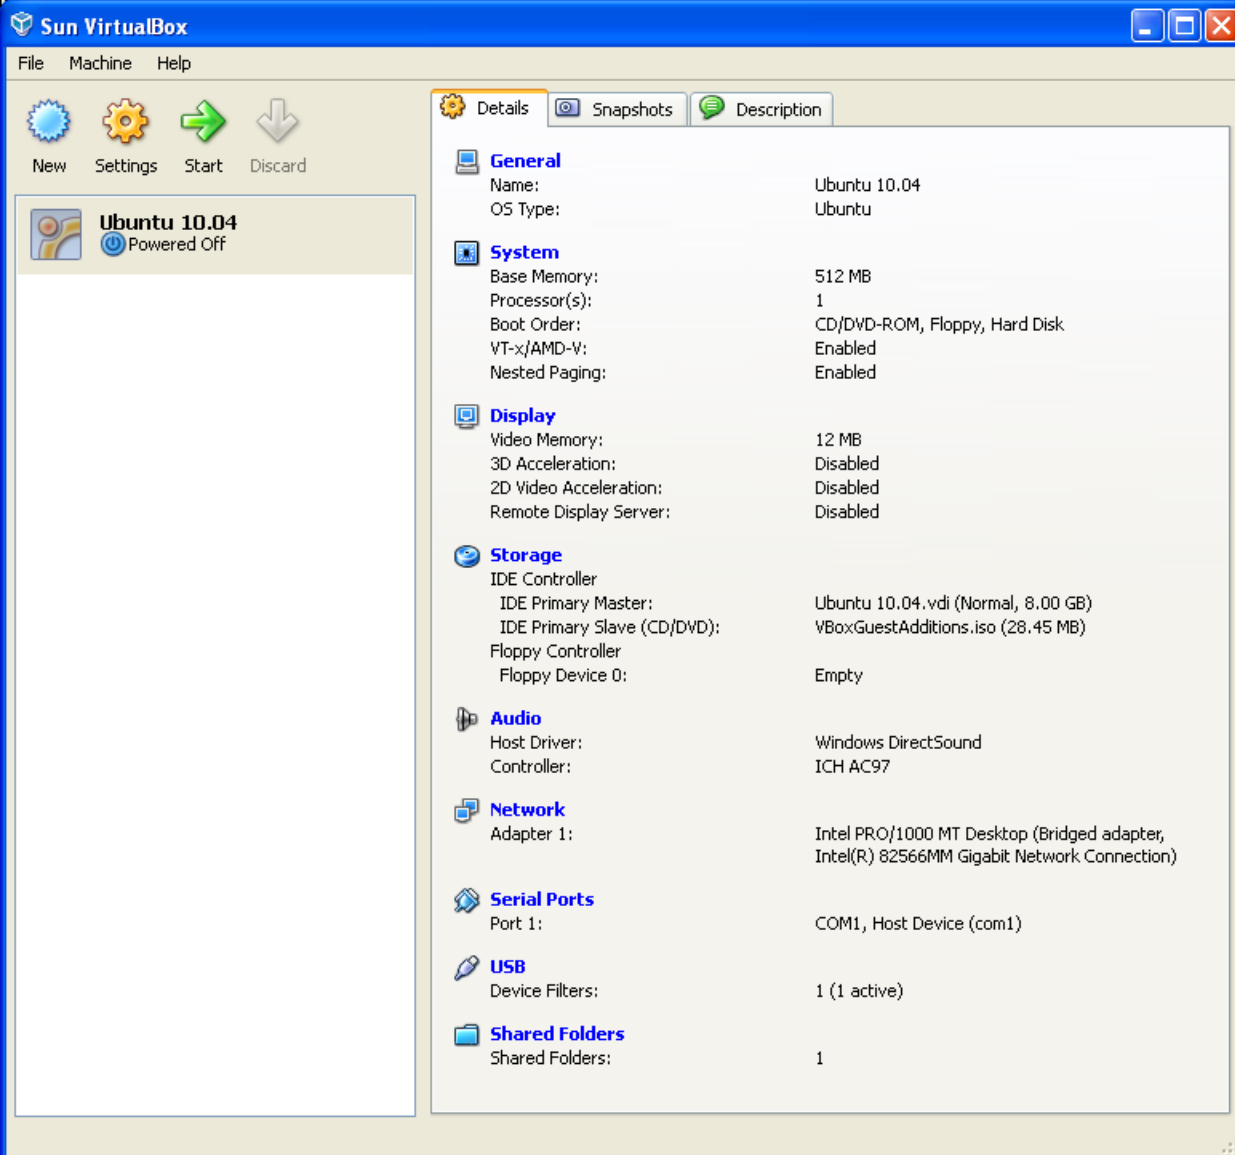 Sun VirtualBox
File Machine Help
New Settings Start Discard
Ubuntu 10.04
Powered Off
Details Snapshots Description
General
Name: Ubuntu 10.04
OS Type: Ubuntu
System
Base Memory: 512 MB
Processor(s): 1
Boot Order: CD/DVD-ROM, Floppy, Hard Disk
VT-x/AMD-V: Enabled
Nested Paging: Enabled
Display
Video Memory: 12 MB
3D Acceleration: Disabled
2D Video Acceleration: Disabled
Remote Display Server: Disabled
Storage
IDE Controller
IDE Primary Master: Ubuntu 10.04.vdi (Normal, 8.00 GB)
IDE Primary Slave (CD/DVD): VBoxGuestAdditions.iso (28.45 MB)
Floppy Controller
Floppy Device 0: Empty
Audio
Host Driver: Windows DirectSound
Controller: ICH AC97
Network
Adapter 1: Intel PRO/1000 MT Desktop (Bridged adapter,
Intel(R) 82566MM Gigabit Network Connection)
Serial Ports
Port 1: COM1, Host Device (com1)
USB
Device Filters: 1 (1 active)
Shared Folders
Shared Folders: 1